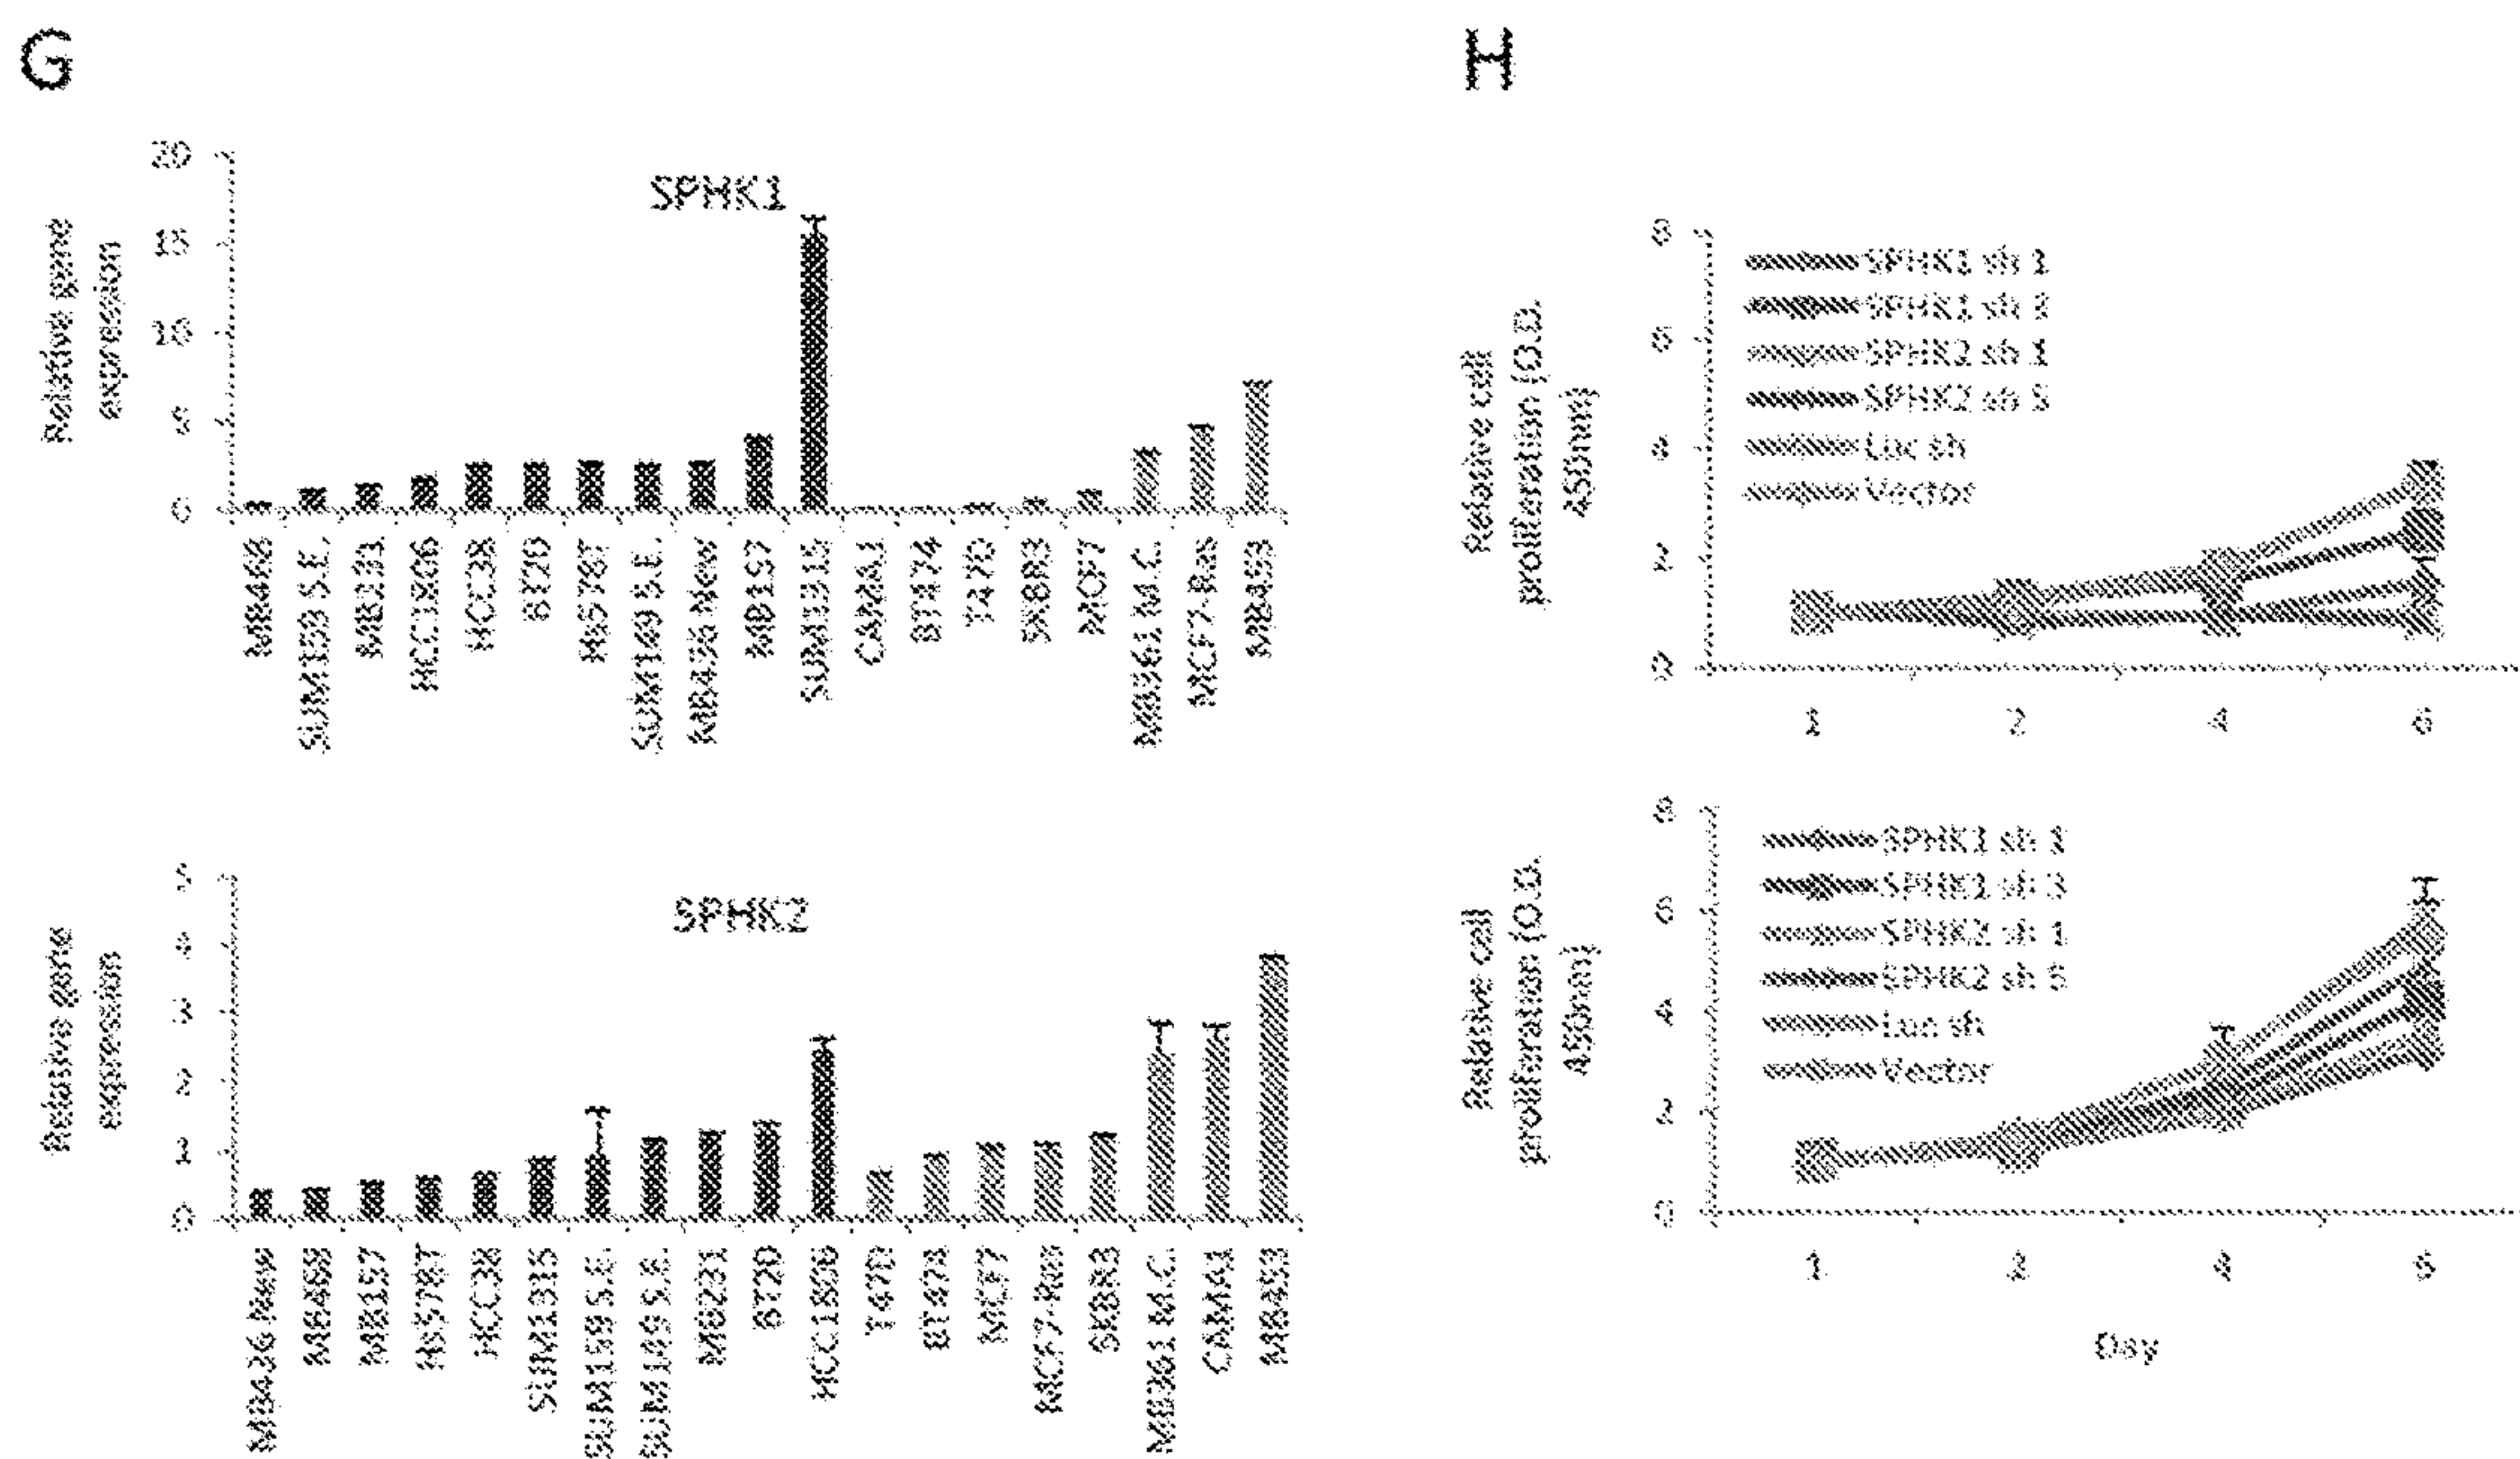 G
20
15
10
5
0
Relative gene
expression
SPHK1
MB468
SUM159 S.E.
MB231
HCC1806
HCC38
BT20
HS578T
SUM149 S.E.
MB436 New
MB157
SUM1315
CAMA1
BT474
T47D
SKBR3
MCF7
MB361 M.C.
MCF7-Ras
MB453
5
4
3
2
1
0
Relative gene
expression
SPHK2
MB436 New
MB468
MB157
HS578T
HCC38
SUM1315
SUM159 S.E.
SUM149 S.E.
MB231
BT20
HCC1806
T47D
BT474
MCF7
MCF7-Ras
SKBR3
MB361 M.C.
CAMA1
MB453
H
8
6
4
2
0
Relative cell
proliferation (O.D.
450nm)
SPHK1 sh 1
SPHK1 sh
SPHK2 sh 1
SPHK2 sh 5
Luc sh
Vector
1
2
4
6
8
6
4
2
0
Relative cell
proliferation (O.D.
450nm)
SPHK1 sh 1
SPHK1 sh 3
SPHK2 sh 1
SPHK2 sh 5
Luc sh
Vector
1
2
4
Day